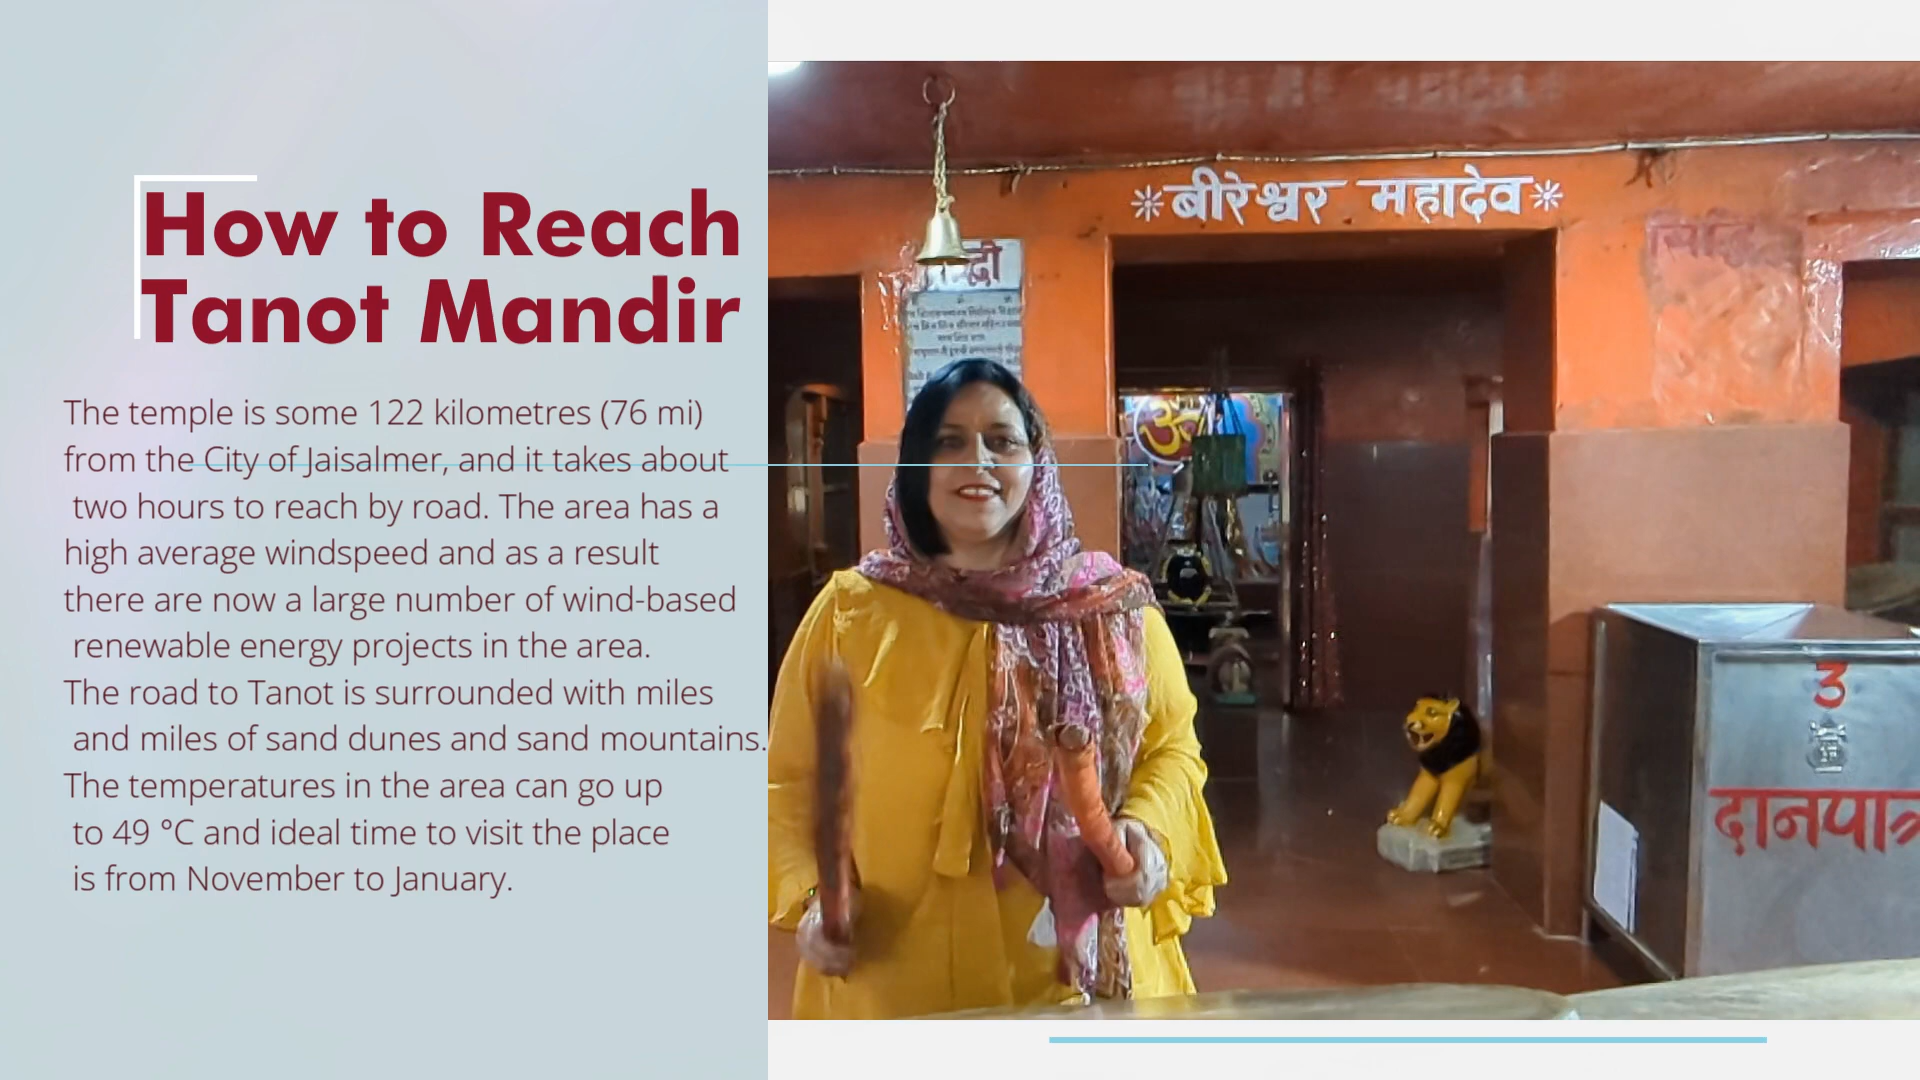 How to Reach
Tanot Mandir
The temple is some 122 kilometres (76 mi)
from the City of Jaisalmer, and it takes about
two hours to reach by road. The area has a
high average windspeed and as a result
there are now a large number of wind-based
renewable energy projects in the area.
The road to Tanot is surrounded with miles
and miles of sand dunes and sand mountains.
The temperatures in the area can go up
to 49 °C and ideal time to visit the place
is from November to January.
बीरेश्वर महादेव
ॐ
3
दानपात्र